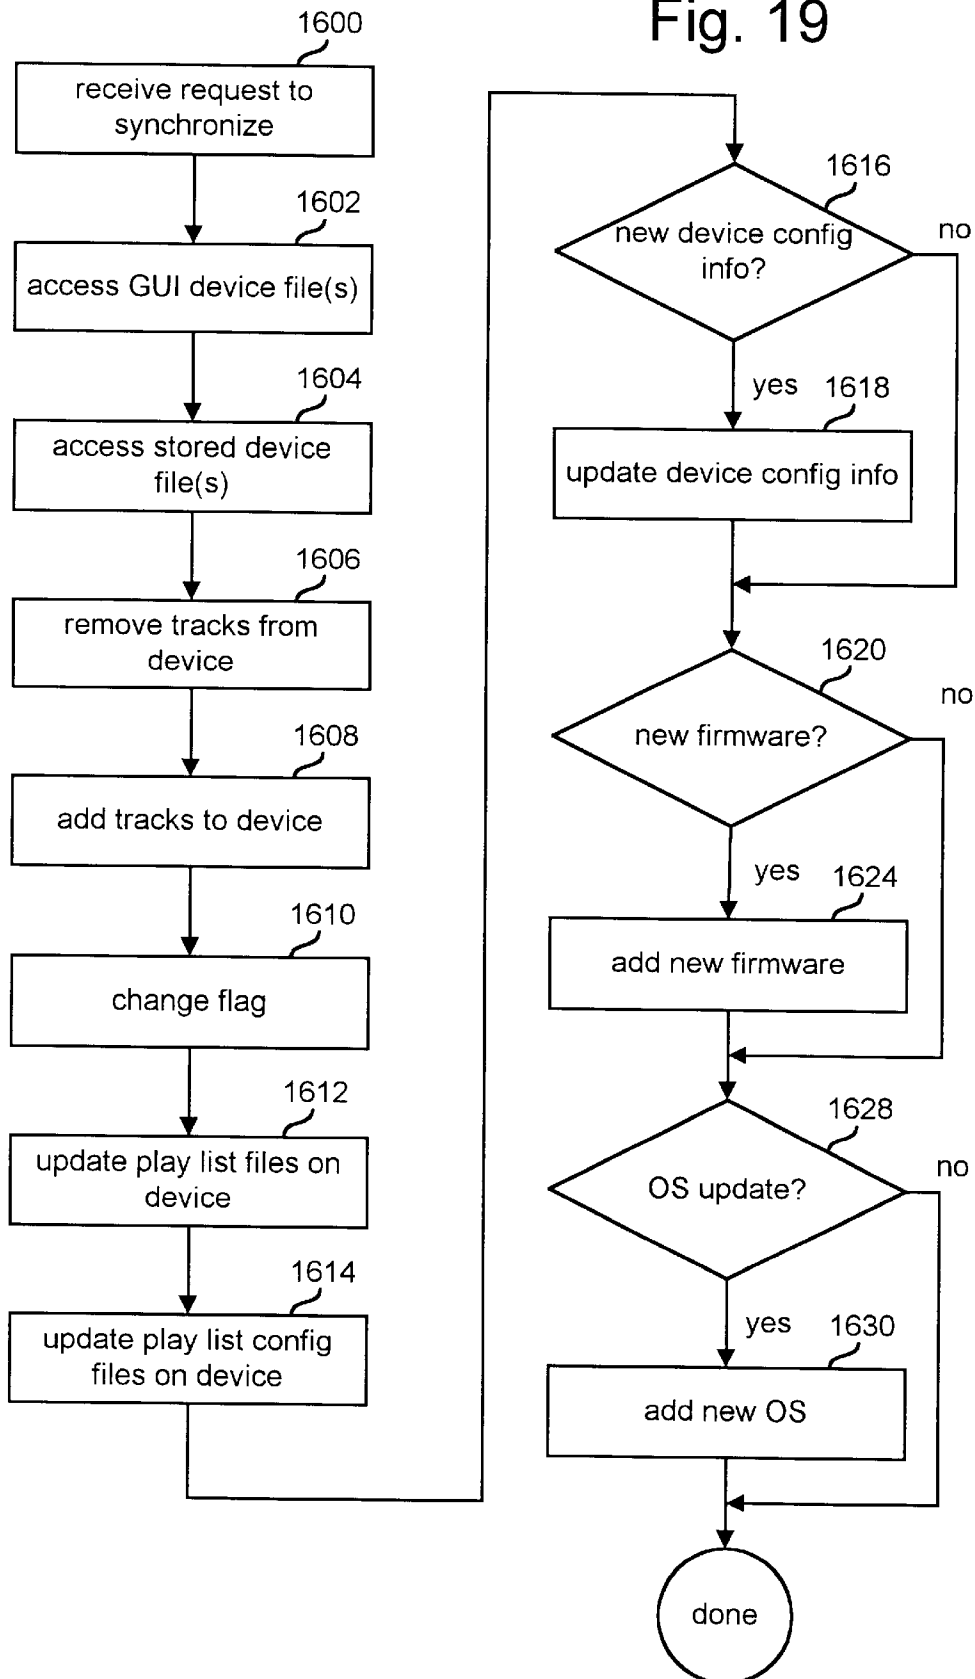 Fig. 19
1600
receive request to
synchronize
1602
access GUI device file(s)
1604
access stored device
file(s)
1606
remove tracks from
device
1608
add tracks to device
1610
change flag
1612
update play list files on
device
1614
update play list config
files on device
1616
new device config
info?
no
yes
1618
update device config info
1620
new firmware?
no
yes
1624
add new firmware
1628
OS update?
no
yes
1630
add new OS
done